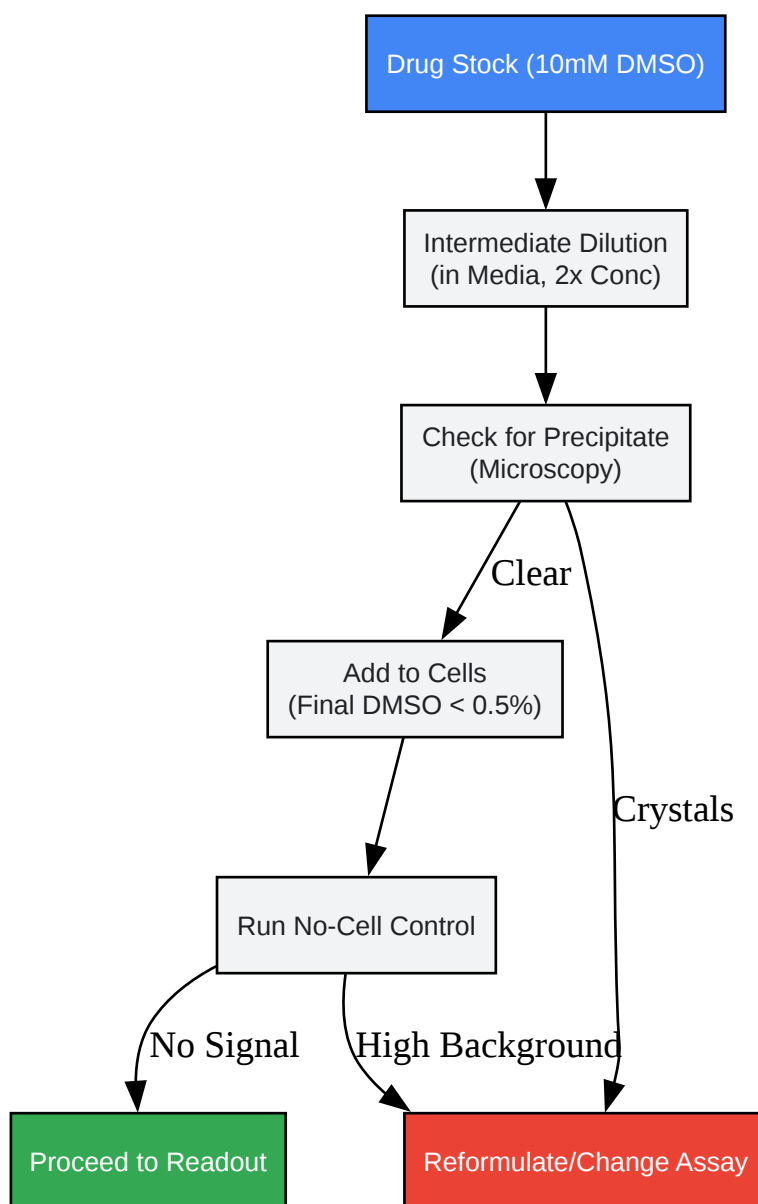 Drug Stock (10mM DMSO)
Intermediate Dilution
(in Media, 2x Conc)
Check for Precipitate
(Microscopy)
Clear
Add to Cells
(Final DMSO < 0.5%)
Crystals
Run No-Cell Control
No Signal
High Background
Proceed to Readout
Reformulate/Change Assay